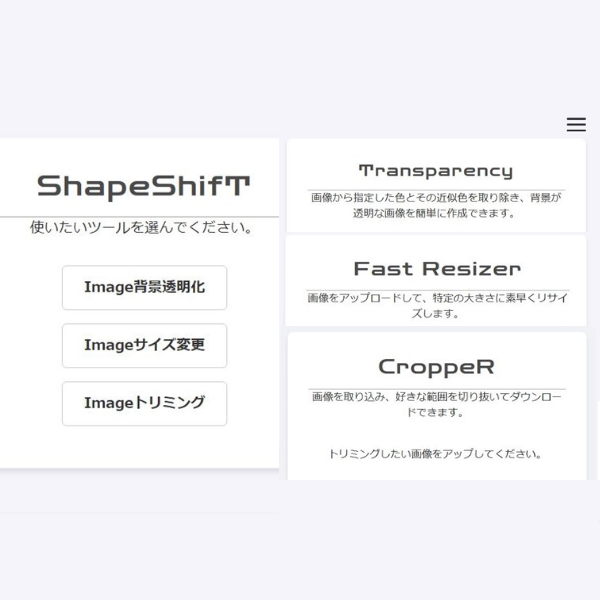 ShapeShifT
使いたいツールを選んでください。
Image背景透明化
Imageサイズ変更
Imageトリミング
Transparency
画像から指定した色とその近似色を取り除き、背景が
透明な画像を簡単に作成できます。
Fast Resizer
画像をアップロードして、特定の大きさに素早くリサイ
ズします。
CroppeR
画像を取り込み、好きな範囲を切り抜いてダウンロー
ドできます。
トリミングしたい画像をアップしてください。